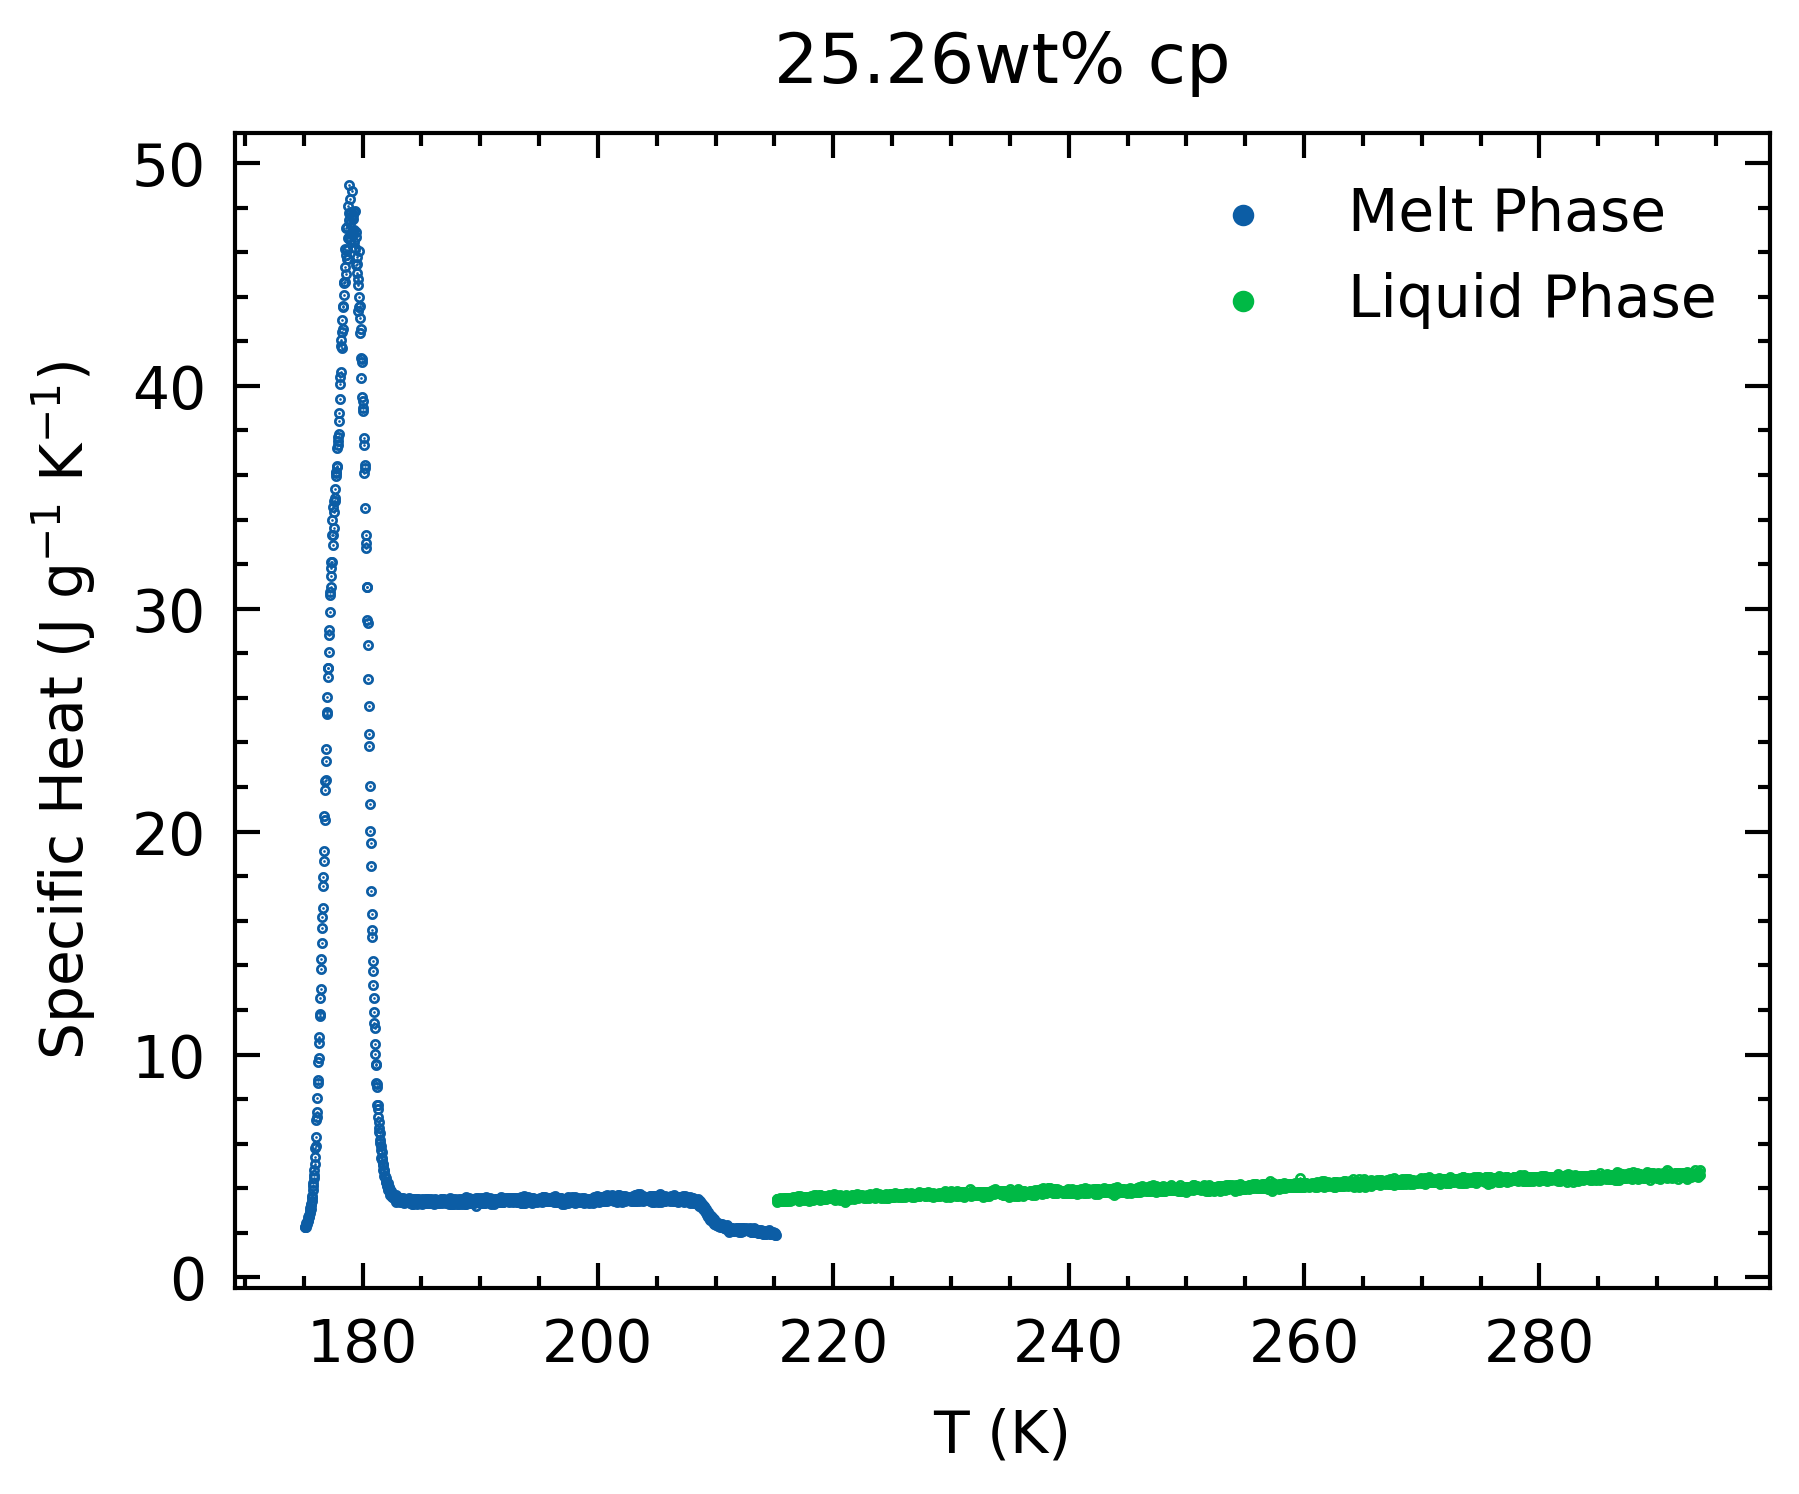 25.26wt% cp
Specific Heat (J g⁻¹ K⁻¹)
50
40
30
20
10
0
Melt Phase
Liquid Phase
180 200 220 240 260 280
T (K)